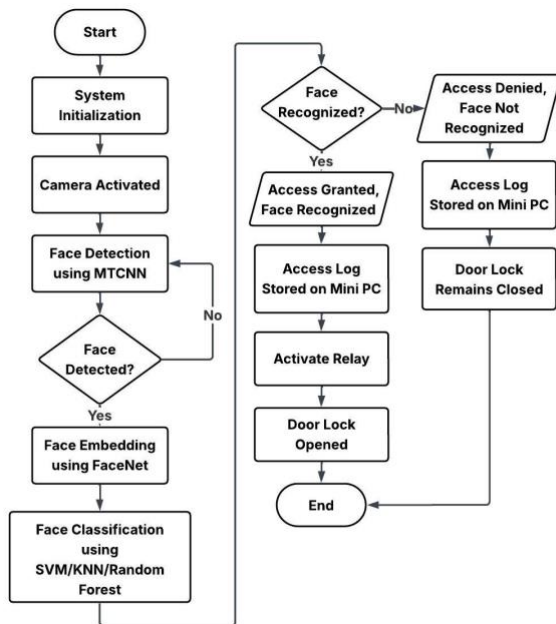 Start
System
Initialization
Camera Activated
Face Detection
using MTCNN
No
Face
Detected?
Yes
Face Embedding
using FaceNet
Face Classification
using
SVM/KNN/Random
Forest
Face
Recognized?
No
Access Denied,
Face Not
Recognized
Yes
Access Granted,
Face Recognized
Access Log
Stored on Mini PC
Access Log
Stored on Mini PC
Door Lock
Remains Closed
Activate Relay
Door Lock
Opened
End